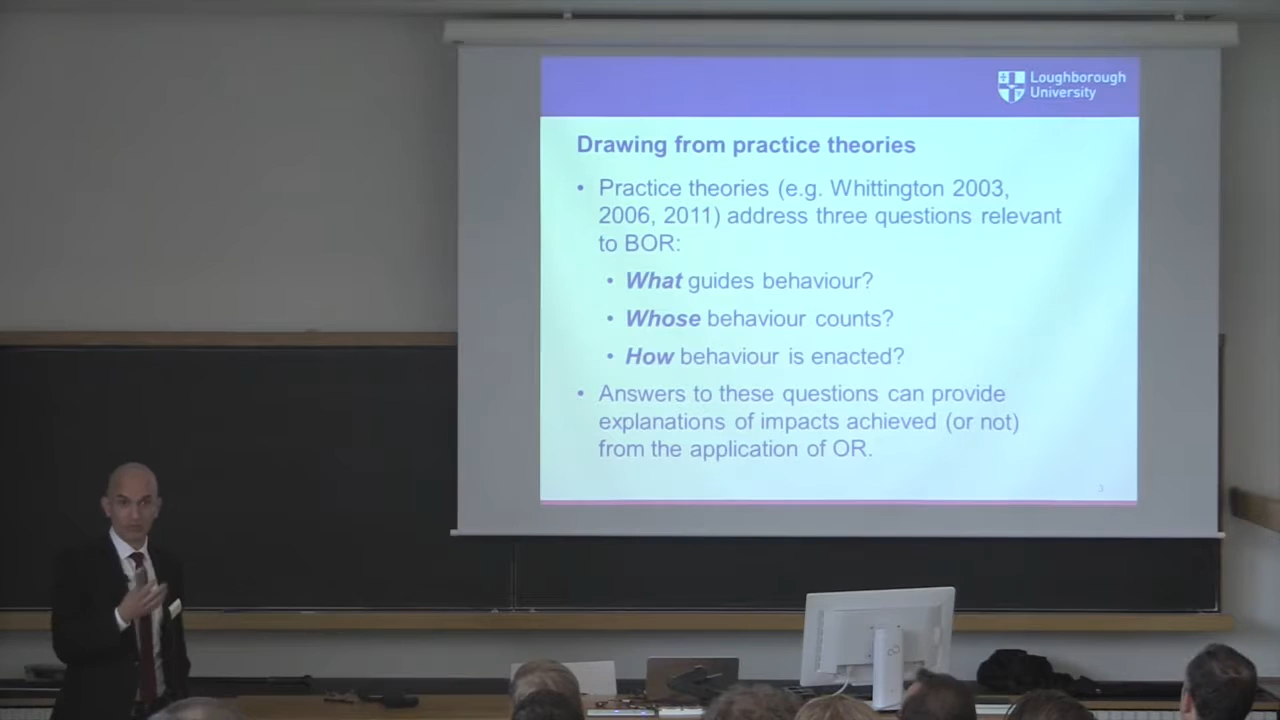 Loughborough
University
Drawing from practice theories
• Practice theories (e.g. Whittington 2003,
2006, 2011) address three questions relevant
to BOR:
• What guides behaviour?
• Whose behaviour counts?
• How behaviour is enacted?
• Answers to these questions can provide
explanations of impacts achieved (or not)
from the application of OR.
3